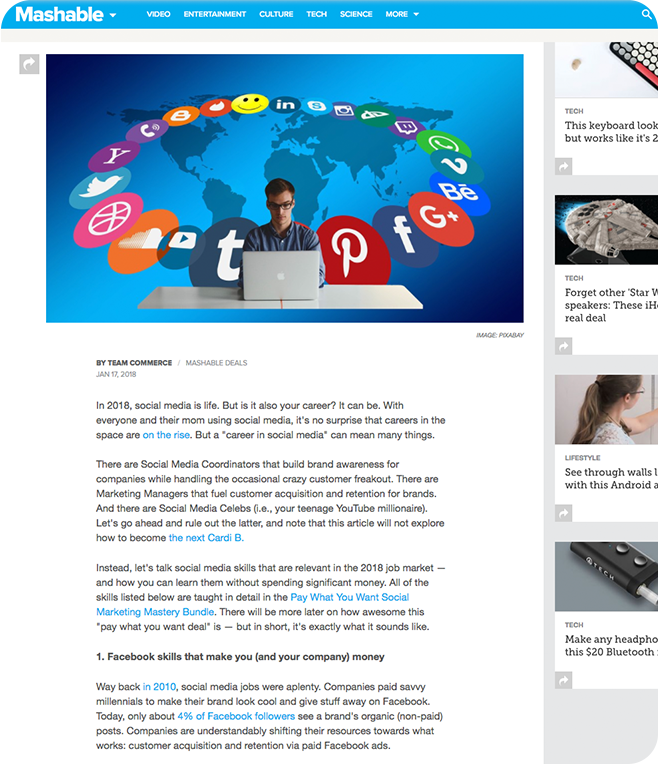 Mashable
VIDEO ENTERTAINMENT CULTURE TECH SCIENCE MORE
in
t
f
G+
Bē
IMAGE: PIXABAY
BY TEAM COMMERCE / MASHABLE DEALS
JAN 17, 2018
In 2018, social media is life. But is it also your career? It can be. With
everyone and their mom using social media, it's no surprise that careers in the
space are on the rise. But a "career in social media" can mean many things.
There are Social Media Coordinators that build brand awareness for
companies while handling the occasional crazy customer freakout. There are
Marketing Managers that fuel customer acquisition and retention for brands.
And there are Social Media Celebs (i.e., your teenage YouTube millionaire).
Let's go ahead and rule out the latter, and note that this article will not explore
how to become the next Cardi B.
Instead, let's talk social media skills that are relevant in the 2018 job market —
and how you can learn them without spending significant money. All of the
skills listed below are taught in detail in the Pay What You Want Social
Marketing Mastery Bundle. There will be more later on how awesome this
"pay what you want deal" is — but in short, it's exactly what it sounds like.
1. Facebook skills that make you (and your company) money
Way back in 2010, social media jobs were aplenty. Companies paid savvy
millennials to make their brand look cool and give stuff away on Facebook.
Today, only about 4% of Facebook followers see a brand's organic (non-paid)
posts. Companies are understandably shifting their resources towards what
works: customer acquisition and retention via paid Facebook ads.
TECH
This keyboard look
but works like it's 2
TECH
Forget other 'Star W
speakers: These iHo
real deal
LIFESTYLE
See through walls l
with this Android a
TECH
TECH
Make any headpho
this $20 Bluetooth